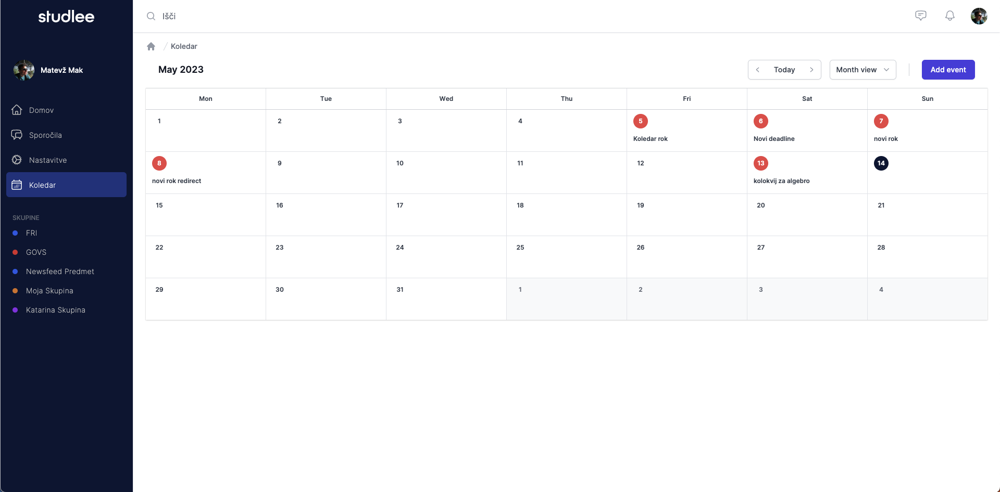 studlee
Išči
Matevž Mak
Domov
Sporočila
Nastavitve
Koledar
SKUPINE
FRI
GOVS
Newsfeed Predmet
Moja Skupina
Katarina Skupina
/ Koledar
May 2023
Today
Month view
Add event
Mon Tue Wed Thu Fri Sat Sun
1 2 3 4 5 6 7
Koledar rok Novi deadline novi rok
8 9 10 11 12 13 14
novi rok redirect kolokvij za algebro
15 16 17 18 19 20 21
22 23 24 25 26 27 28
29 30 31 1 2 3 4